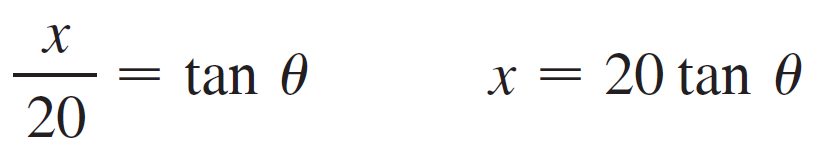 x/20 = tan θ x = 20 tan θ